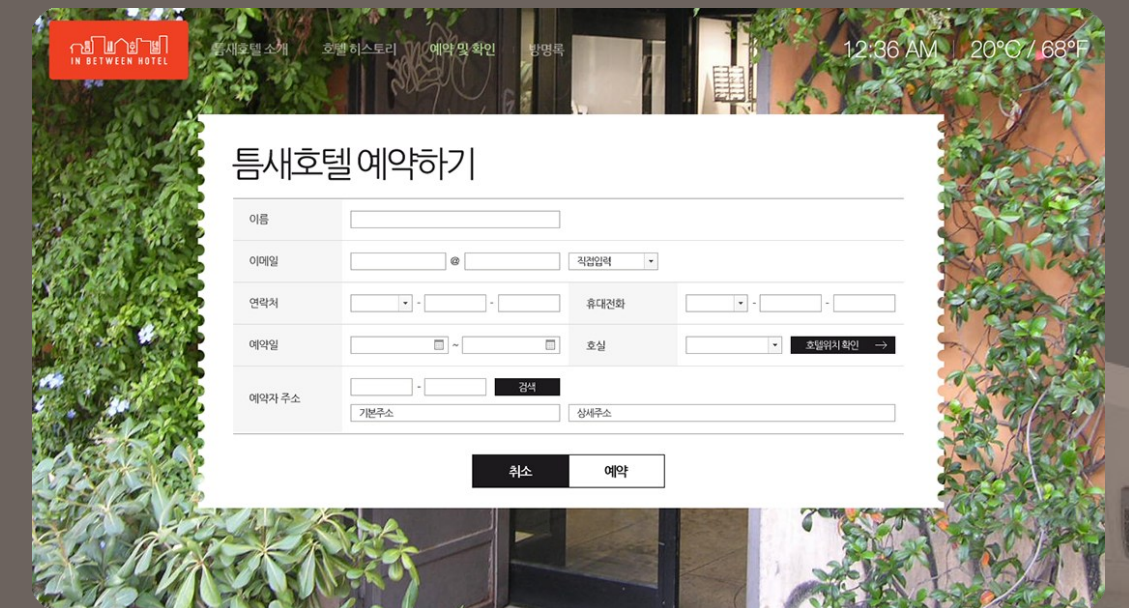 IN BETWEEN HOTEL
틈새호텔 소개 호텔 히스토리 예약 및 확인 방명록
12:36 AM | 20°C / 68°F
틈새호텔 예약하기
이름
이메일 @ 직접입력
연락처 - - 휴대전화 - -
예약일 ~ 호실 호텔위치 확인 →
예약자 주소 - 검색
기본주소 상세주소
취소 예약